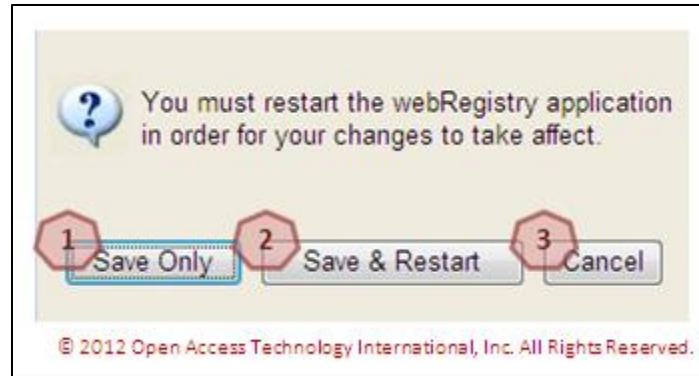 You must restart the webRegistry application
in order for your changes to take affect.
1 Save Only 2 Save & Restart 3 Cancel
© 2012 Open Access Technology International, Inc. All Rights Reserved.